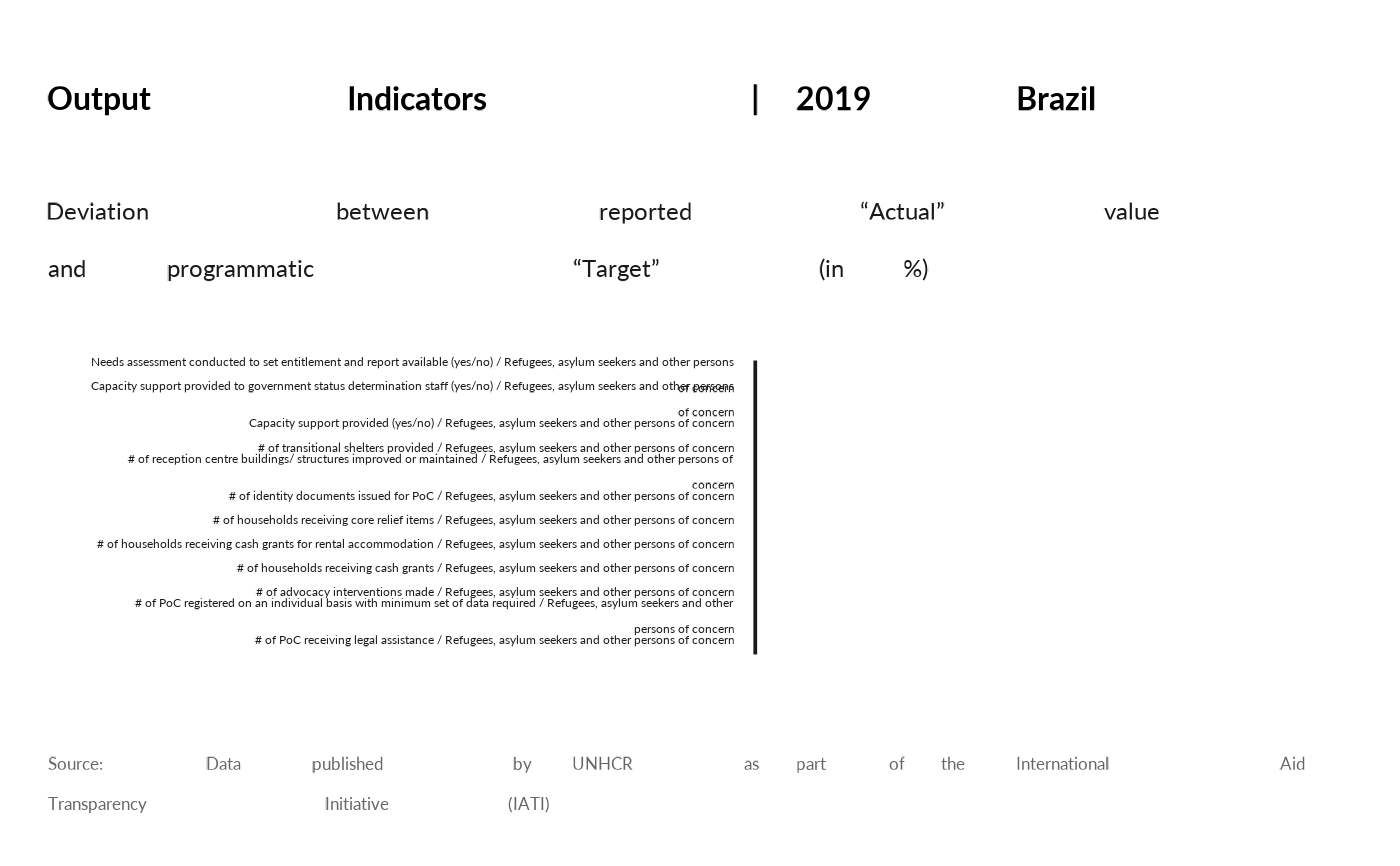 Output Indicators | 2019 Brazil
Deviation between reported “Actual” value
and programmatic “Target” (in %)
Needs assessment conducted to set entitlement and report available (yes/no) / Refugees, asylum seekers and other persons
of concern
Capacity support provided to government status determination staff (yes/no) / Refugees, asylum seekers and other persons
of concern
Capacity support provided (yes/no) / Refugees, asylum seekers and other persons of concern
# of transitional shelters provided / Refugees, asylum seekers and other persons of concern
# of reception centre buildings/ structures improved or maintained / Refugees, asylum seekers and other persons of
concern
# of identity documents issued for PoC / Refugees, asylum seekers and other persons of concern
# of households receiving core relief items / Refugees, asylum seekers and other persons of concern
# of households receiving cash grants for rental accommodation / Refugees, asylum seekers and other persons of concern
# of households receiving cash grants / Refugees, asylum seekers and other persons of concern
# of advocacy interventions made / Refugees, asylum seekers and other persons of concern
# of PoC registered on an individual basis with minimum set of data required / Refugees, asylum seekers and other
persons of concern
# of PoC receiving legal assistance / Refugees, asylum seekers and other persons of concern
Source: Data published by UNHCR as part of the International Aid
Transparency Initiative (IATI)